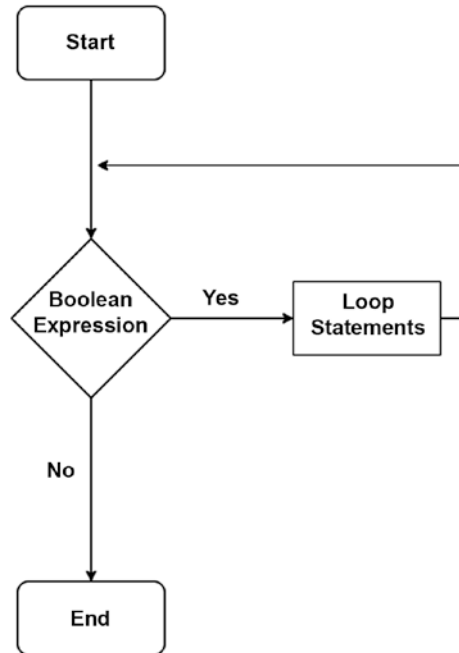 Start
Boolean
Expression
Yes
Loop
Statements
No
End